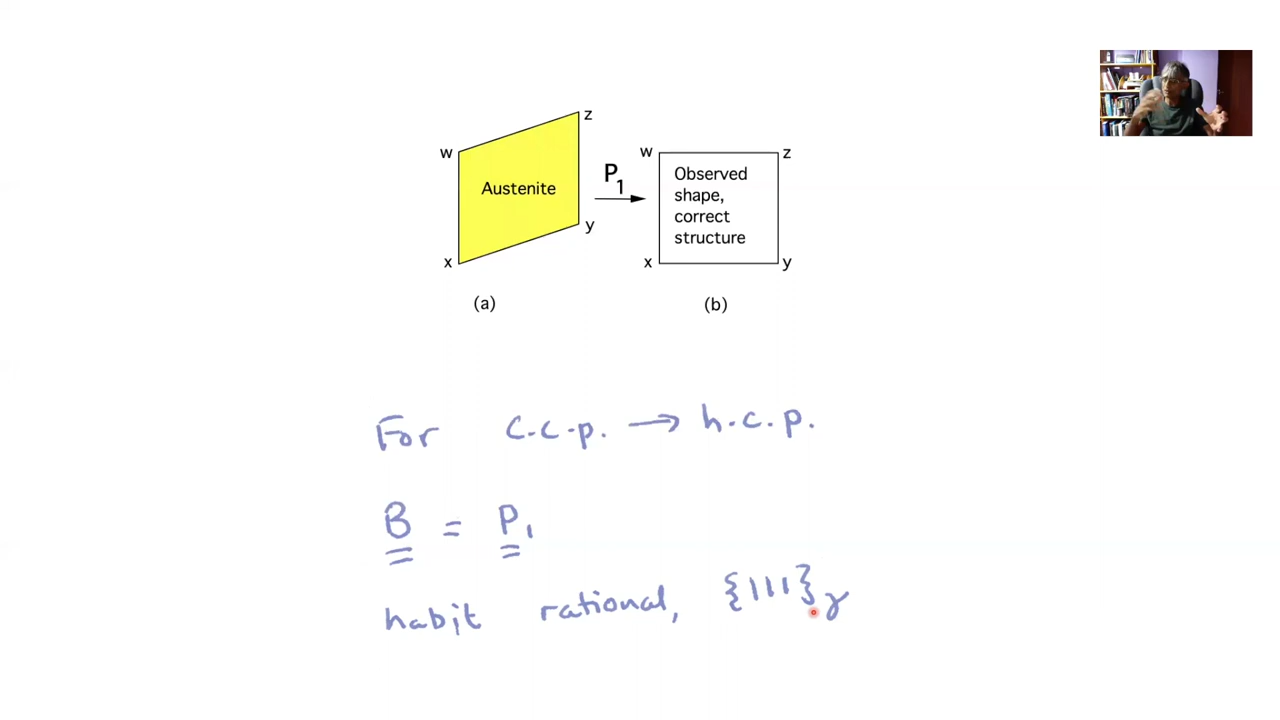 z
w
w
z
P1
Observed
shape,
correct
structure
Austenite
y
x
x
y
(a)
(b)
For c.c.p. → h.c.p.
B = P1
habit rational, {111}γ